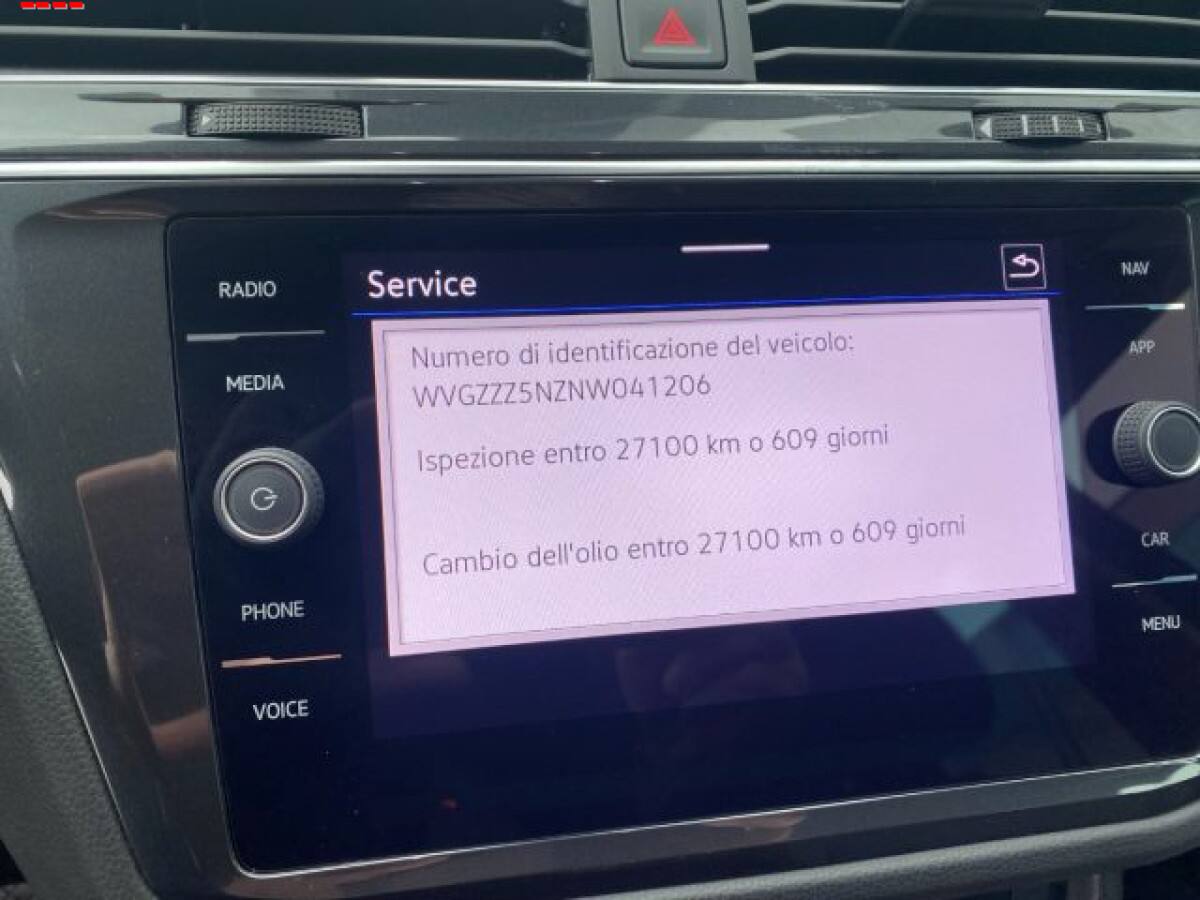 RADIO
MEDIA
PHONE
VOICE
Service
Numero di identificazione del veicolo:
WVGZZZ5NZNW041206
Ispezione entro 27100 km o 609 giorni
Cambio dell'olio entro 27100 km o 609 giorni
NAV
APP
CAR
MENU